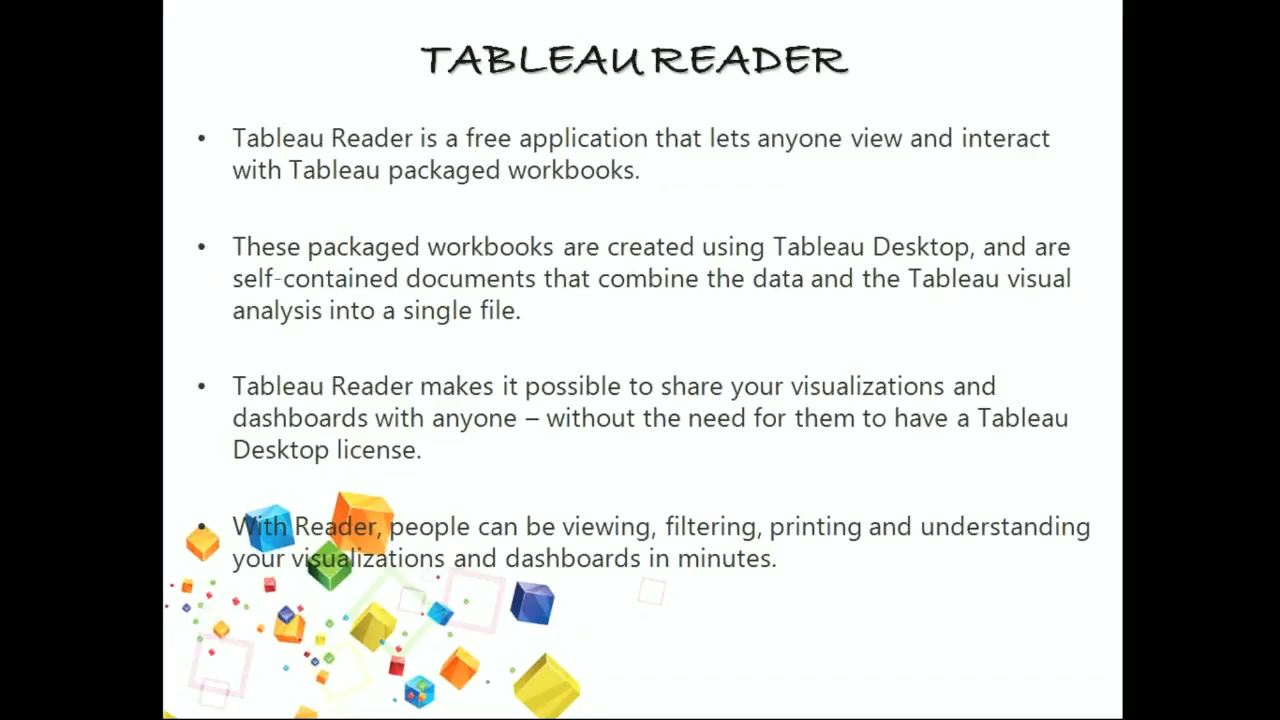 TABLEAU READER
• Tableau Reader is a free application that lets anyone view and interact
with Tableau packaged workbooks.
• These packaged workbooks are created using Tableau Desktop, and are
self-contained documents that combine the data and the Tableau visual
analysis into a single file.
• Tableau Reader makes it possible to share your visualizations and
dashboards with anyone – without the need for them to have a Tableau
Desktop license.
• With Reader, people can be viewing, filtering, printing and understanding
your visualizations and dashboards in minutes.